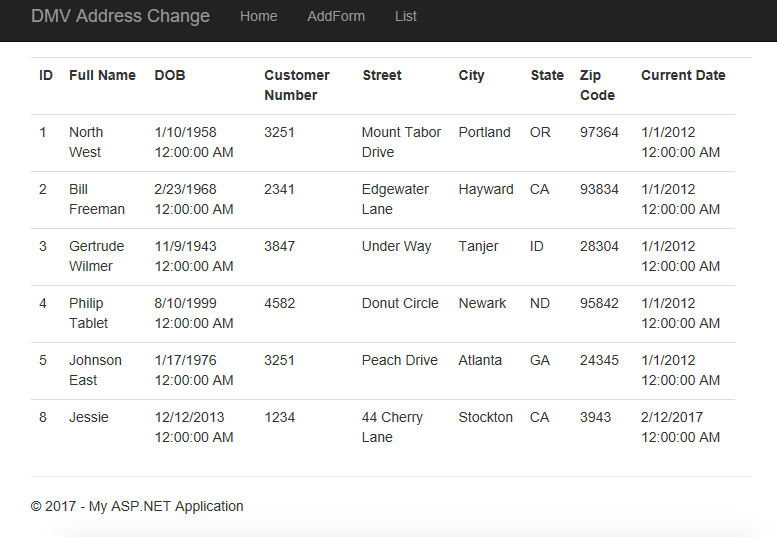 DMV Address Change Home AddForm List
ID Full Name DOB Customer Number Street City State Zip Code Current Date
1 North West 1/10/1958 12:00:00 AM 3251 Mount Tabor Drive Portland OR 97364 1/1/2012 12:00:00 AM
2 Bill Freeman 2/23/1968 12:00:00 AM 2341 Edgewater Lane Hayward CA 93834 1/1/2012 12:00:00 AM
3 Gertrude Wilmer 11/9/1943 12:00:00 AM 3847 Under Way Tanjer ID 28304 1/1/2012 12:00:00 AM
4 Philip Tablet 8/10/1999 12:00:00 AM 4582 Donut Circle Newark ND 95842 1/1/2012 12:00:00 AM
5 Johnson East 1/17/1976 12:00:00 AM 3251 Peach Drive Atlanta GA 24345 1/1/2012 12:00:00 AM
8 Jessie 12/12/2013 12:00:00 AM 1234 44 Cherry Lane Stockton CA 3943 2/12/2017 12:00:00 AM
© 2017 - My ASP.NET Application